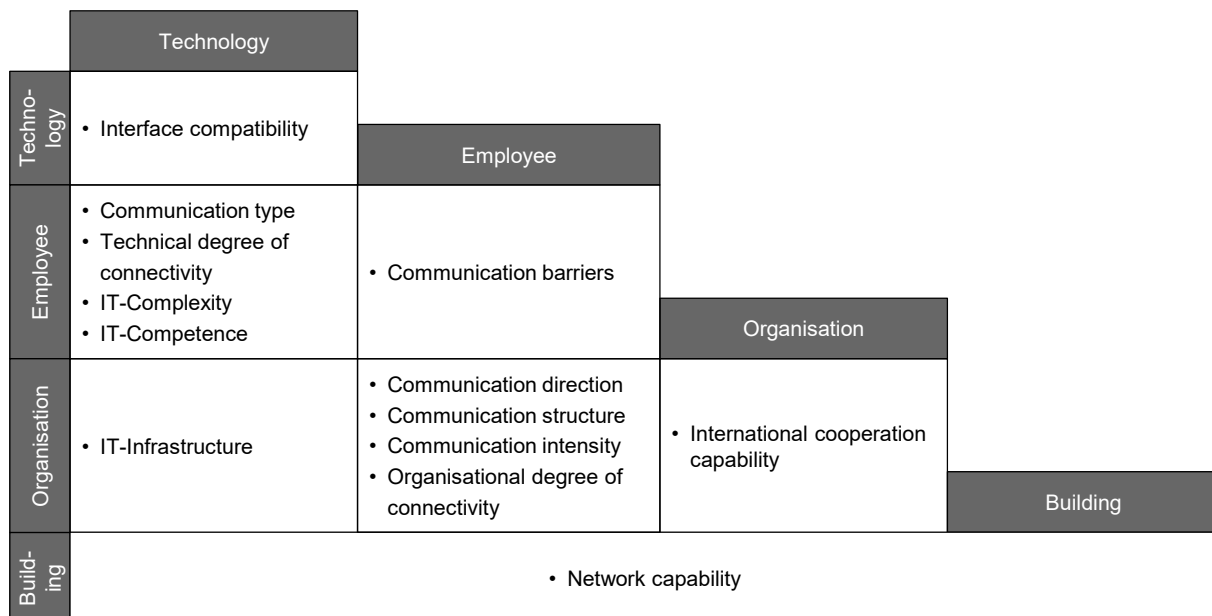 Technology
Techno-
logy
• Interface compatibility
Employee
Employee
• Communication type
• Technical degree of
connectivity
• IT-Complexity
• IT-Competence
• Communication barriers
Organisation
Organisation
• IT-Infrastructure
• Communication direction
• Communication structure
• Communication intensity
• Organisational degree of
connectivity
• International cooperation
capability
Building
Build-
ing
• Network capability